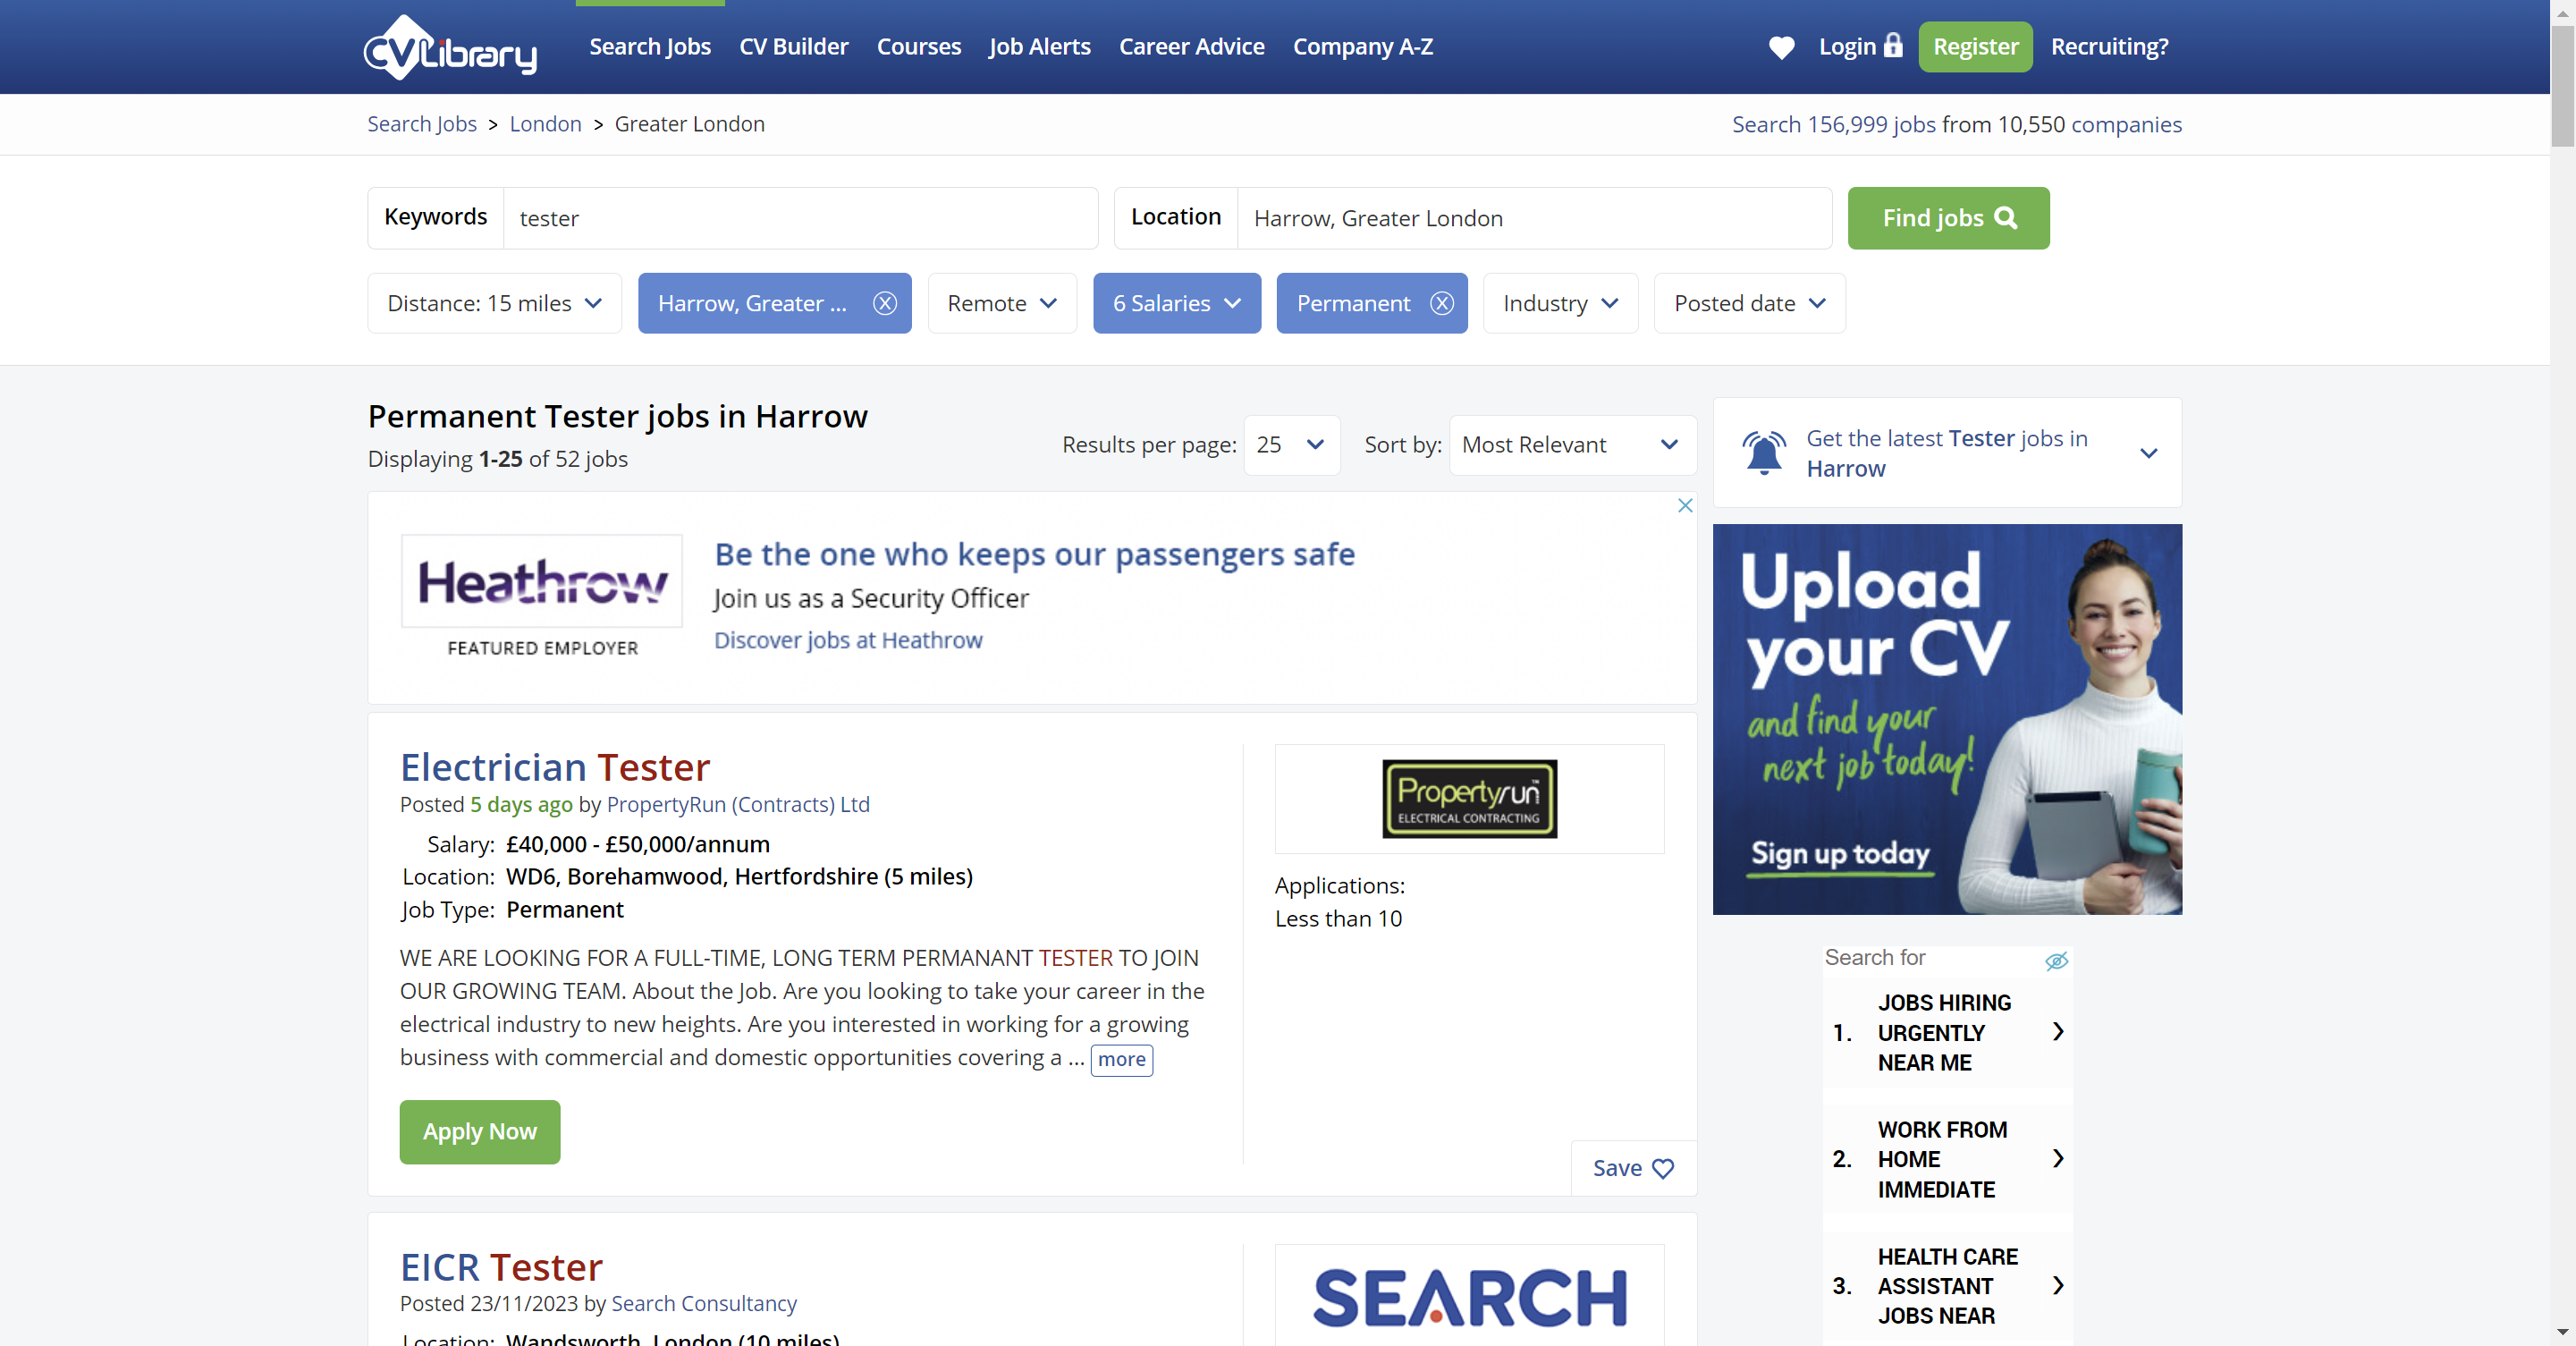 CVLibrary
Search Jobs
CV Builder
Courses
Job Alerts
Career Advice
Company A-Z
Login
Register
Recruiting?
Search Jobs > London > Greater London
Search 156,999 jobs from 10,550 companies
Keywords
tester
Location
Harrow, Greater London
Find jobs
Distance: 15 miles
Harrow, Greater ...
Remote
6 Salaries
Permanent
Industry
Posted date
Permanent Tester jobs in Harrow
Displaying 1-25 of 52 jobs
Results per page: 25
Sort by: Most Relevant
Get the latest Tester jobs in
Harrow
Heathrow
FEATURED EMPLOYER
Be the one who keeps our passengers safe
Join us as a Security Officer
Discover jobs at Heathrow
Upload
your CV
and find your
next job today!
Sign up today
Electrician Tester
Posted 5 days ago by PropertyRun (Contracts) Ltd
Salary: £40,000 - £50,000/annum
Location: WD6, Borehamwood, Hertfordshire (5 miles)
Job Type: Permanent
WE ARE LOOKING FOR A FULL-TIME, LONG TERM PERMANANT TESTER TO JOIN
OUR GROWING TEAM. About the Job. Are you looking to take your career in the
electrical industry to new heights. Are you interested in working for a growing
business with commercial and domestic opportunities covering a ... more
Apply Now
Propertyrun™
ELECTRICAL CONTRACTING
Applications:
Less than 10
Save
Search for
1. JOBS HIRING
URGENTLY
NEAR ME
2. WORK FROM
HOME
IMMEDIATE
3. HEALTH CARE
ASSISTANT
JOBS NEAR
EICR Tester
Posted 23/11/2023 by Search Consultancy
Location: Wandsworth, London (10 miles)
SEARCH